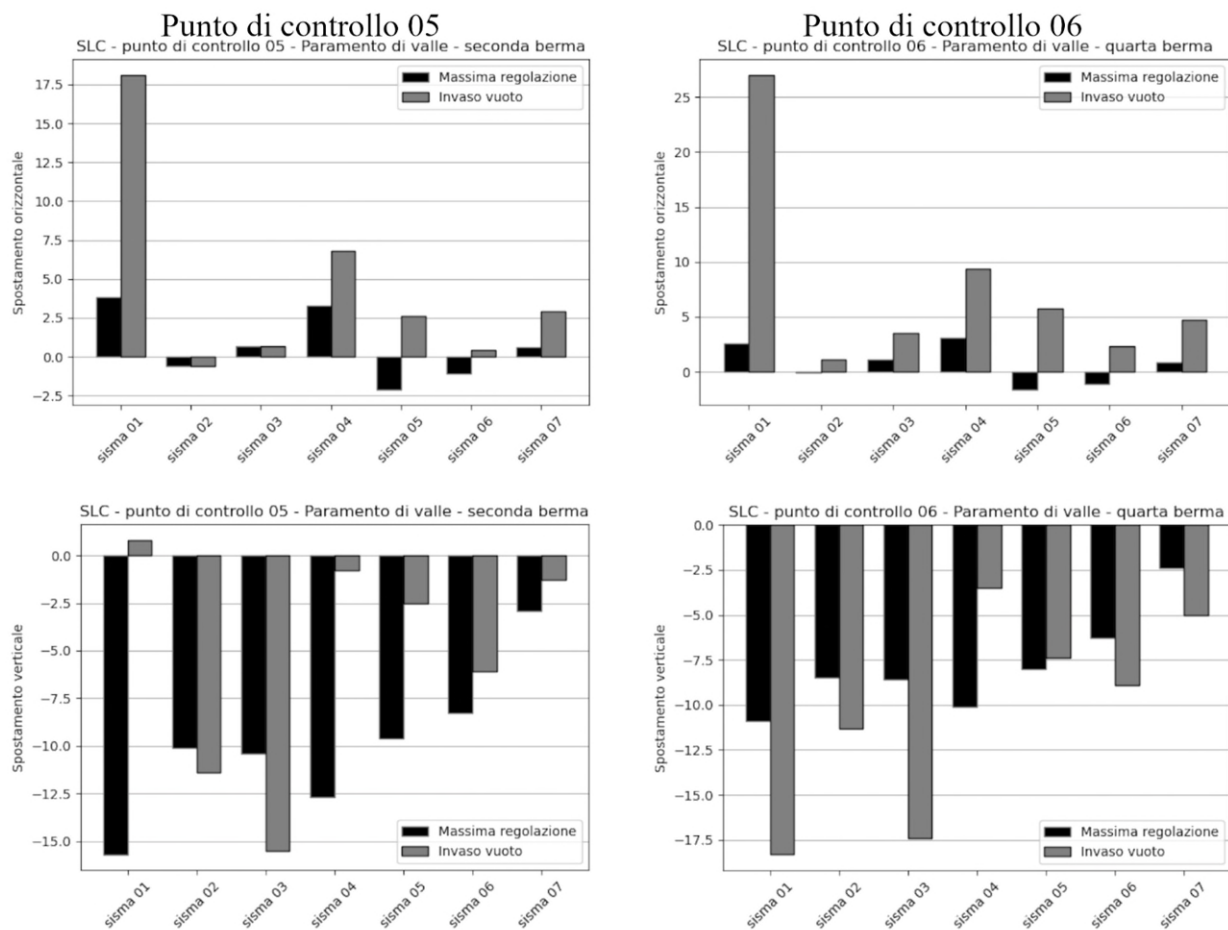 Punto di controllo 05
SLC - punto di controllo 05 - Paramento di valle - seconda berma
Spostamento orizzontale
17.5
15.0
12.5
10.0
7.5
5.0
2.5
0.0
−2.5
Massima regolazione
Invaso vuoto
sisma 01
sisma 02
sisma 03
sisma 04
sisma 05
sisma 06
sisma 07
Punto di controllo 06
SLC - punto di controllo 06 - Paramento di valle - quarta berma
Spostamento orizzontale
25
20
15
10
5
0
Massima regolazione
Invaso vuoto
sisma 01
sisma 02
sisma 03
sisma 04
sisma 05
sisma 06
sisma 07
SLC - punto di controllo 05 - Paramento di valle - seconda berma
Spostamento verticale
0.0
−2.5
−5.0
−7.5
−10.0
−12.5
−15.0
Massima regolazione
Invaso vuoto
sisma 01
sisma 02
sisma 03
sisma 04
sisma 05
sisma 06
sisma 07
SLC - punto di controllo 06 - Paramento di valle - quarta berma
Spostamento verticale
0.0
−2.5
−5.0
−7.5
−10.0
−12.5
−15.0
−17.5
Massima regolazione
Invaso vuoto
sisma 01
sisma 02
sisma 03
sisma 04
sisma 05
sisma 06
sisma 07